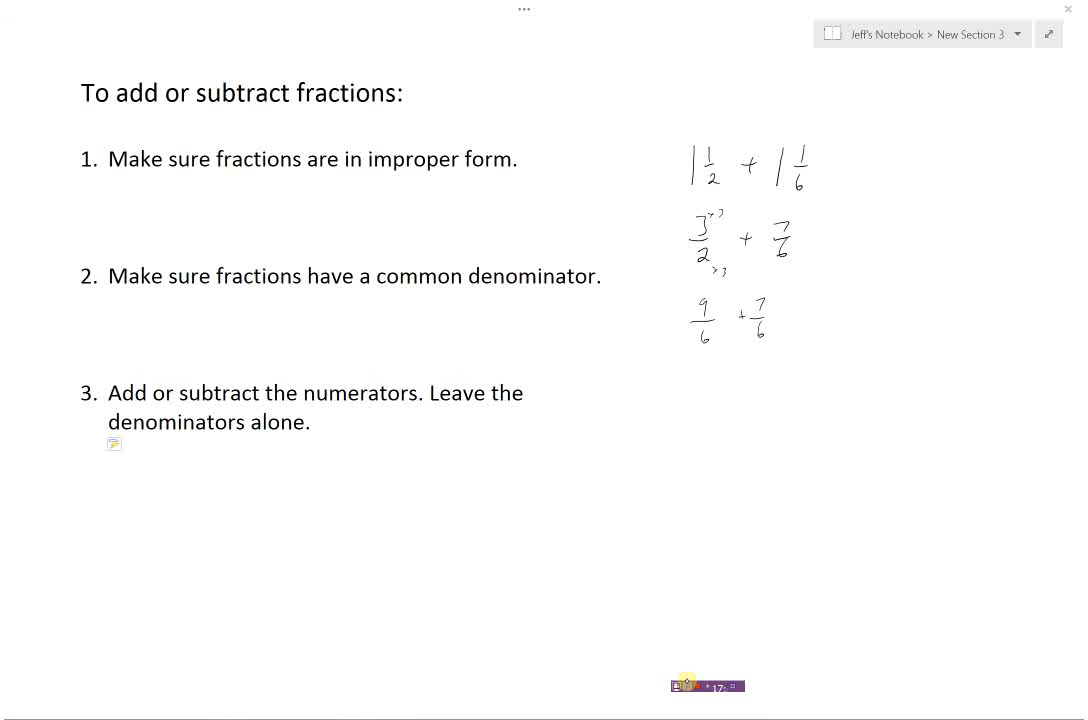 Jeff's Notebook > New Section 3
To add or subtract fractions:
1. Make sure fractions are in improper form.
1 1/2 + 1 1/6
3/2 + 7/6
×3
2. Make sure fractions have a common denominator.
9/6 + 7/6
3. Add or subtract the numerators. Leave the
denominators alone.
17: